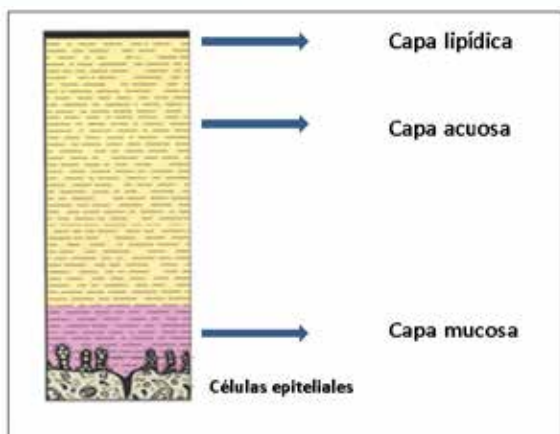 Capa lipídica
Capa acuosa
Capa mucosa
Células epiteliales